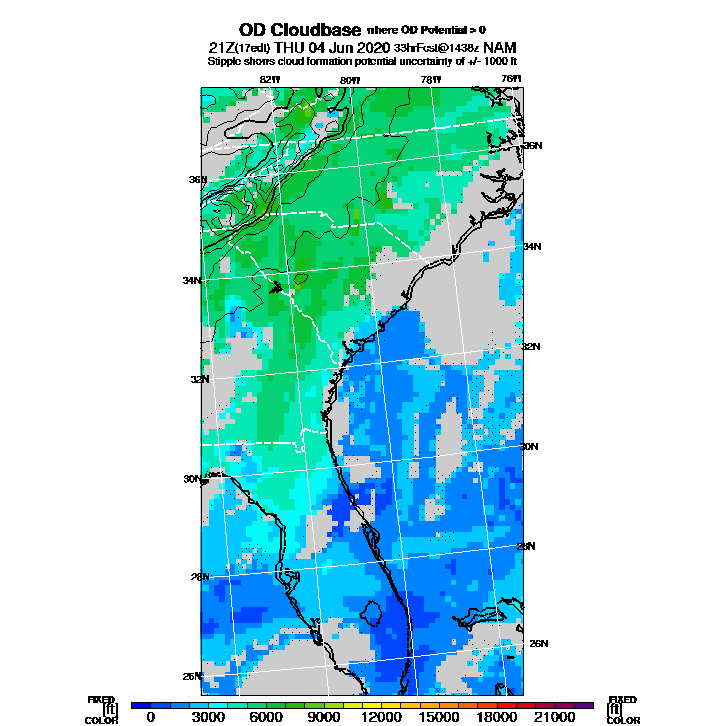 OD Cloudbase where OD Potential > 0
21Z(17edt) THU 04 Jun 2020 33hrFcst@1438z NAM
Stipple shows cloud formation potential uncertainty of +/- 1000 ft
82W 80W 78W 76W
36N
36N
34N
34N
32N
32N
30N
30N
28N
28N
26N
26N
FIXED FIXED
[ft] [ft]
COLOR 0 3000 6000 9000 12000 15000 18000 21000 COLOR